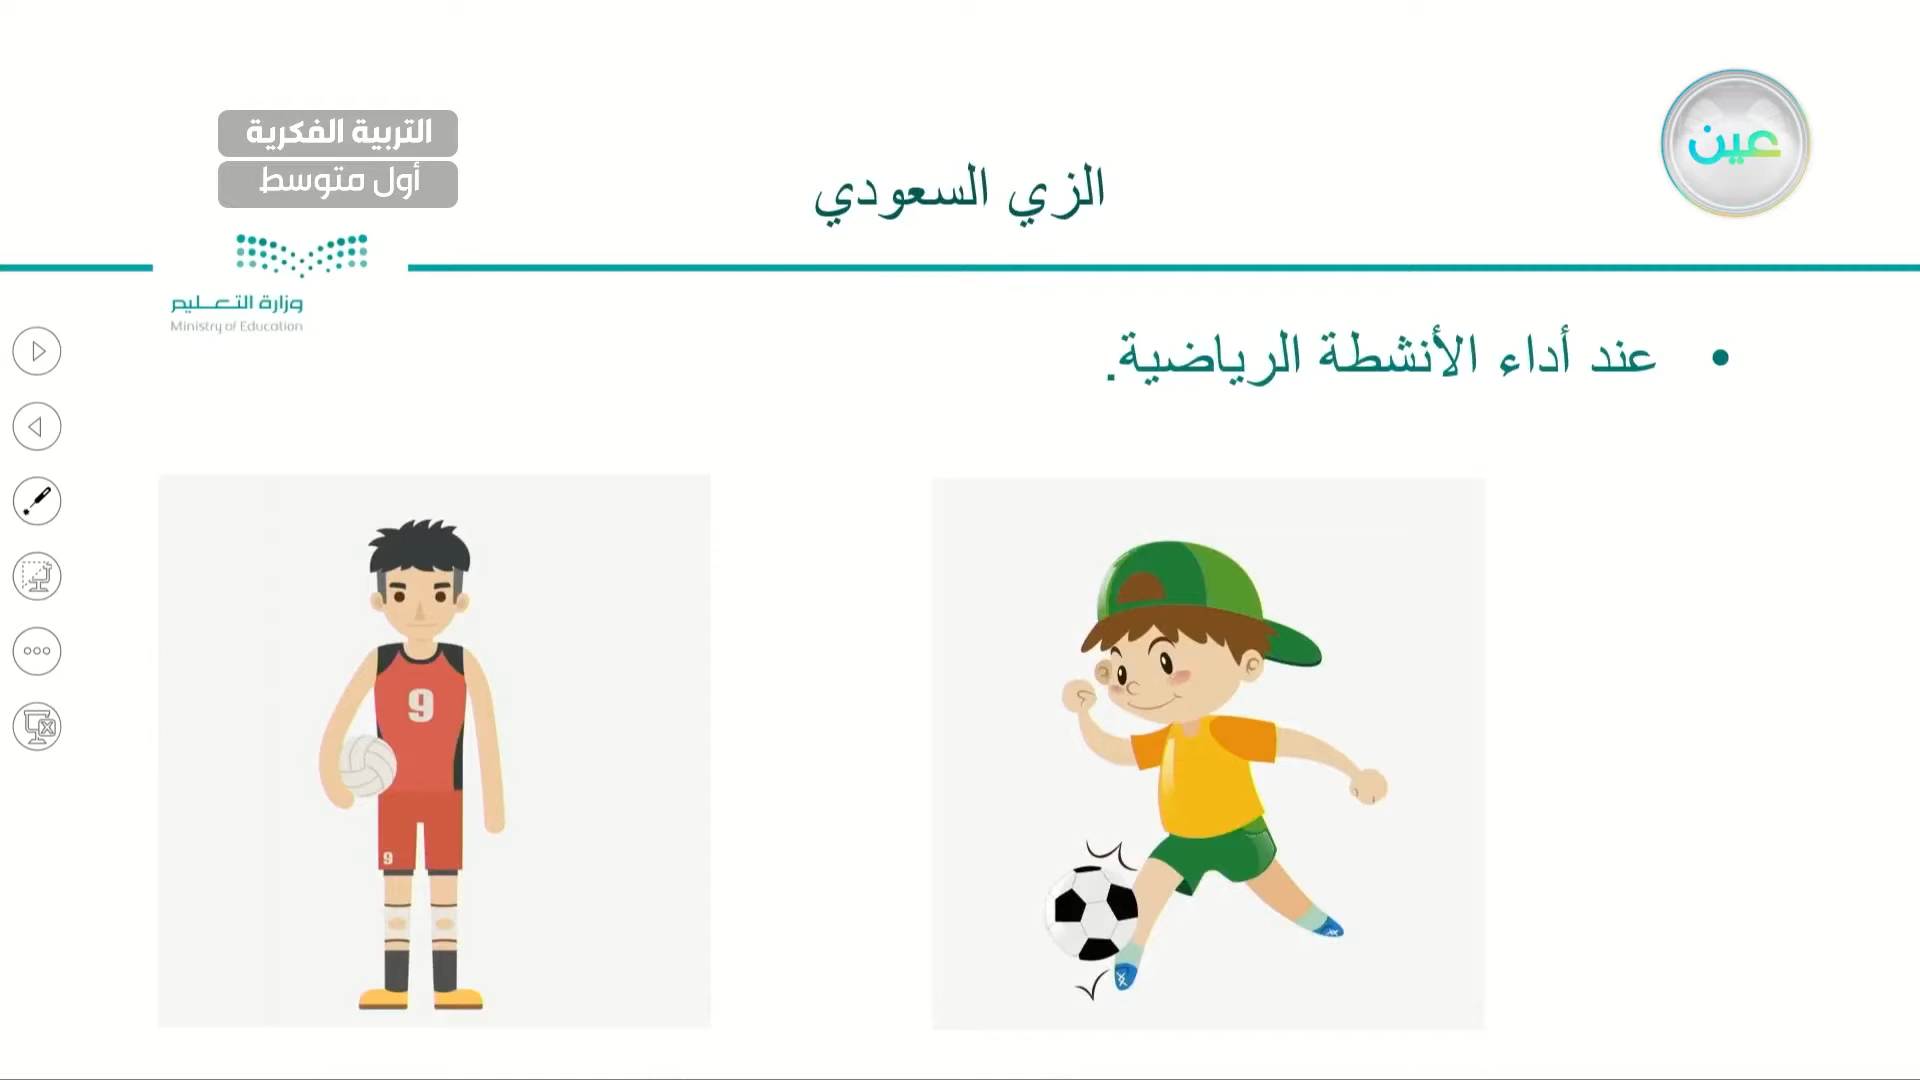 عين
التربية الفكرية
أول متوسط
الزي السعودي
وزارة التعليم
Ministry of Education
• عند أداء الأنشطة الرياضية.
9
9